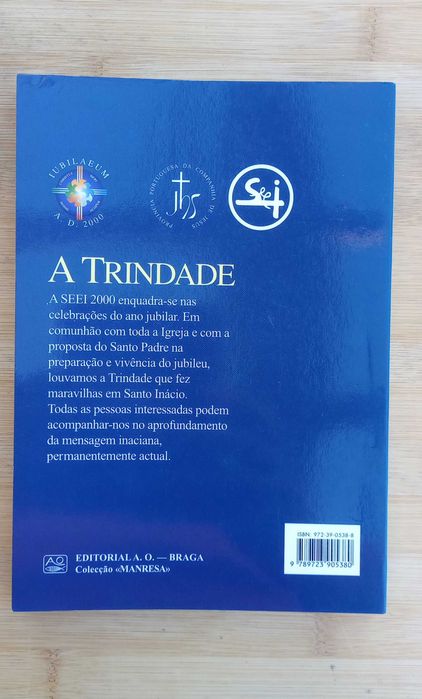 IUBILAEUM
A. D. 2000
PROVÍNCIA PORTUGUESA DA COMPANHIA DE JESUS
jhs
S&j
A TRINDADE
A SEEI 2000 enquadra-se nas
celebrações do ano jubilar. Em
comunhão com toda a Igreja e com a
proposta do Santo Padre na
preparação e vivência do jubileu,
louvamos a Trindade que fez
maravilhas em Santo Inácio.
Todas as pessoas interessadas podem
acompanhar-nos no aprofundamento
da mensagem inaciana,
permanentemente actual.
ISBN: 972-39-0538-8
9 789723 905380
AO
EDITORIAL A. O. — BRAGA
Colecção «MANRESA»